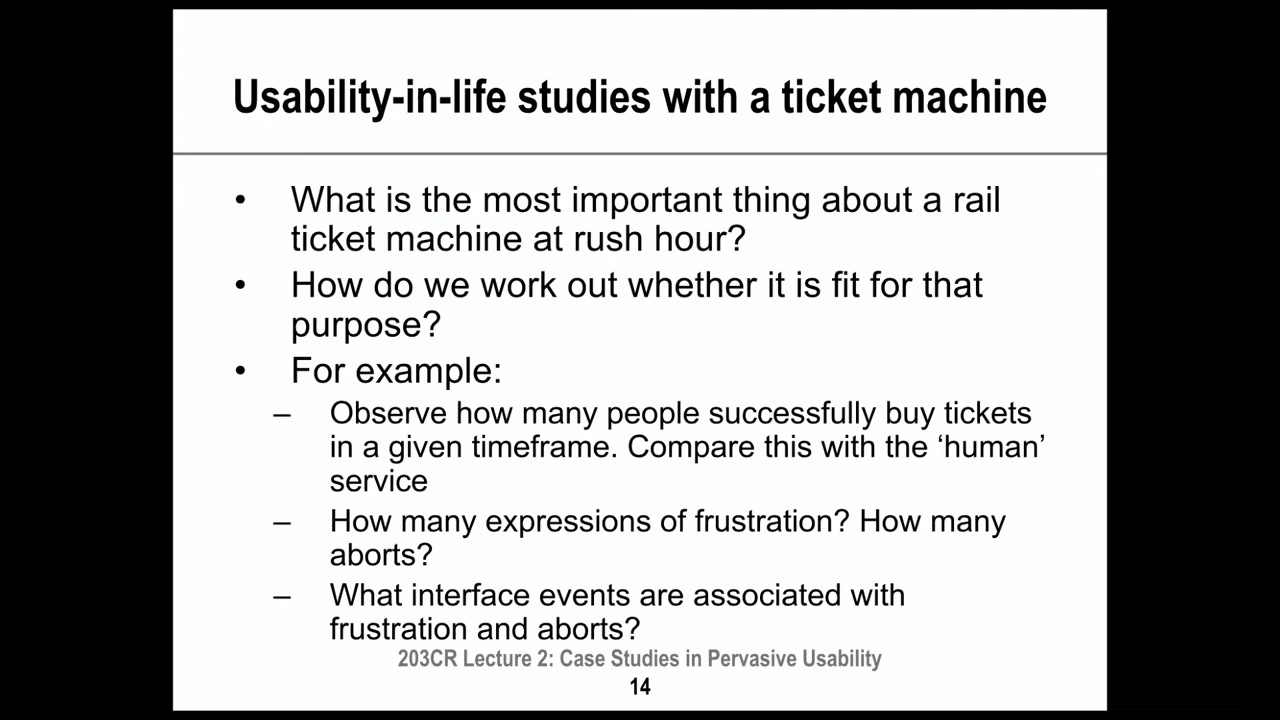 Usability-in-life studies with a ticket machine
• What is the most important thing about a rail
ticket machine at rush hour?
• How do we work out whether it is fit for that
purpose?
• For example:
– Observe how many people successfully buy tickets
in a given timeframe. Compare this with the ‘human’
service
– How many expressions of frustration? How many
aborts?
– What interface events are associated with
frustration and aborts?
203CR Lecture 2: Case Studies in Pervasive Usability
14